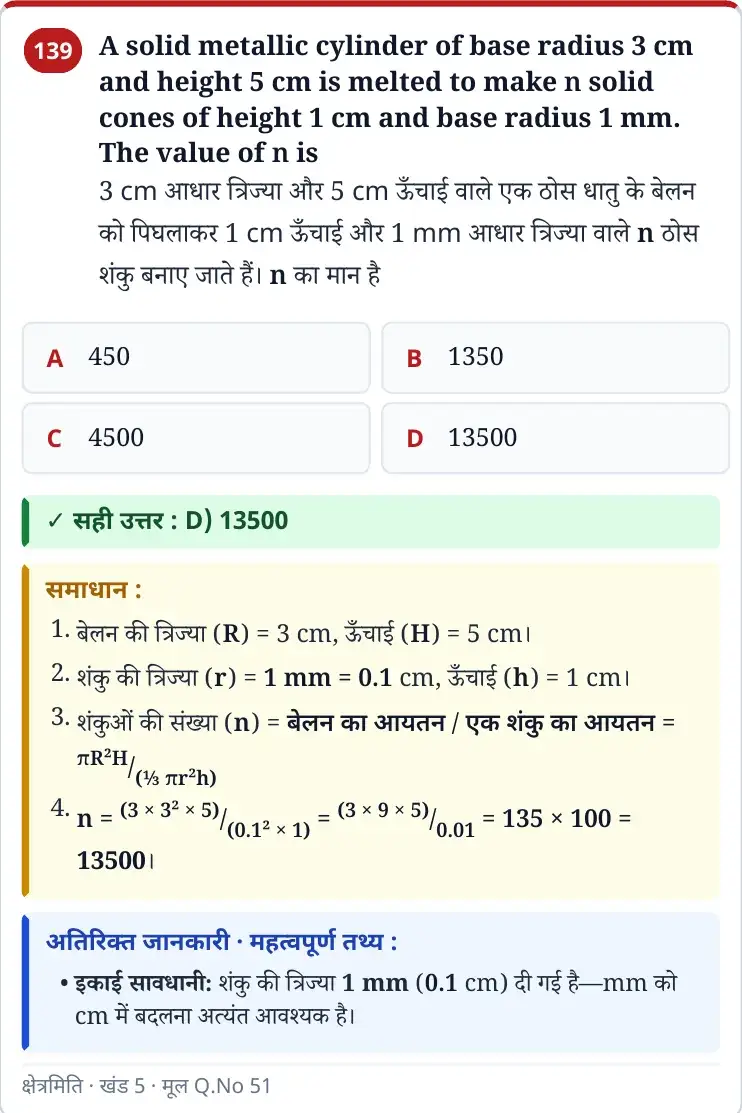 139 A solid metallic cylinder of base radius 3 cm
and height 5 cm is melted to make n solid
cones of height 1 cm and base radius 1 mm.
The value of n is
3 cm आधार त्रिज्या और 5 cm ऊँचाई वाले एक ठोस धातु के बेलन
को पिघलाकर 1 cm ऊँचाई और 1 mm आधार त्रिज्या वाले n ठोस
शंकु बनाए जाते हैं। n का मान है
A 450
B 1350
C 4500
D 13500
✓ सही उत्तर : D) 13500
समाधान :
1. बेलन की त्रिज्या (R) = 3 cm, ऊँचाई (H) = 5 cm।
2. शंकु की त्रिज्या (r) = 1 mm = 0.1 cm, ऊँचाई (h) = 1 cm।
3. शंकुओं की संख्या (n) = बेलन का आयतन / एक शंकु का आयतन =
πR²H/(⅓ πr²h)
4. n = (3 × 3² × 5)/(0.1² × 1) = (3 × 9 × 5)/0.01 = 135 × 100 =
13500।
अतिरिक्त जानकारी · महत्वपूर्ण तथ्य :
• इकाई सावधानी: शंकु की त्रिज्या 1 mm (0.1 cm) दी गई है—mm को
cm में बदलना अत्यंत आवश्यक है।
क्षेत्रमिति · खंड 5 · मूल Q.No 51